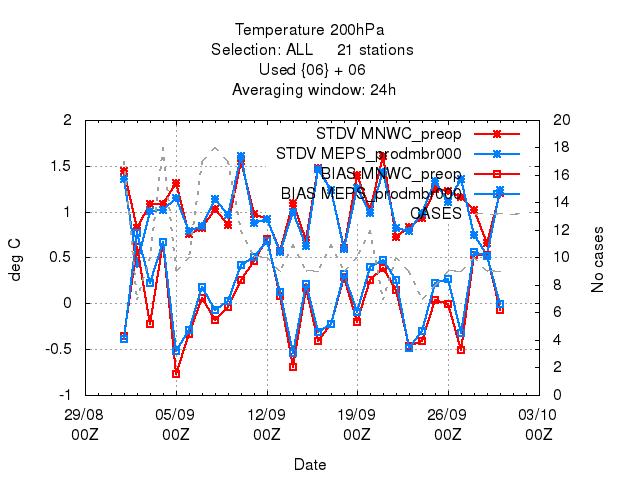 Temperature 200hPa
Selection: ALL 21 stations
Used {06} + 06
Averaging window: 24h
STDV MNWC_preop
STDV MEPS_prodmbr000
BIAS MNWC_preop
BIAS MEPS_prodmbr000
CASES
2
1.5
1
0.5
0
-0.5
-1
deg C
20
18
16
14
12
10
8
6
4
2
0
No cases
29/08 05/09 12/09 19/09 26/09 03/10
00Z 00Z 00Z 00Z 00Z 00Z
Date